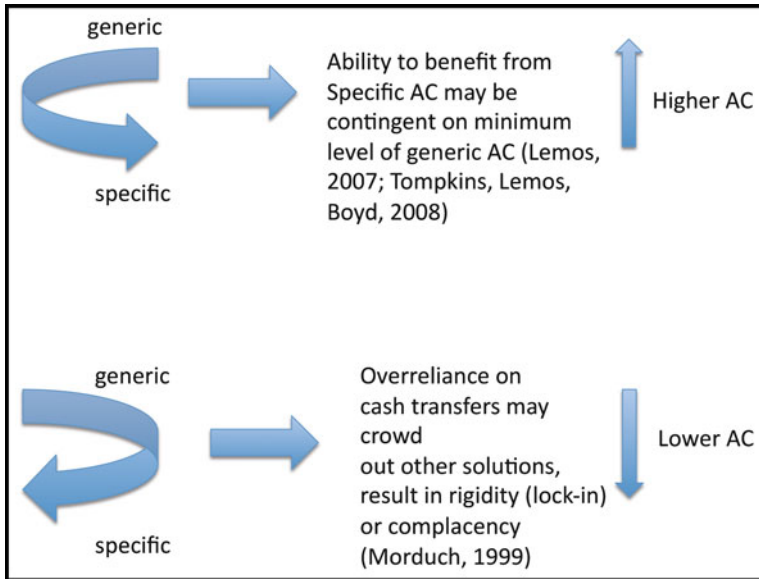 generic
specific
Ability to benefit from
Specific AC may be
contingent on minimum
level of generic AC (Lemos,
2007; Tompkins, Lemos,
Boyd, 2008)
Higher AC
generic
specific
Overreliance on
cash transfers may
crowd
out other solutions,
result in rigidity (lock-in)
or complacency
(Morduch, 1999)
Lower AC